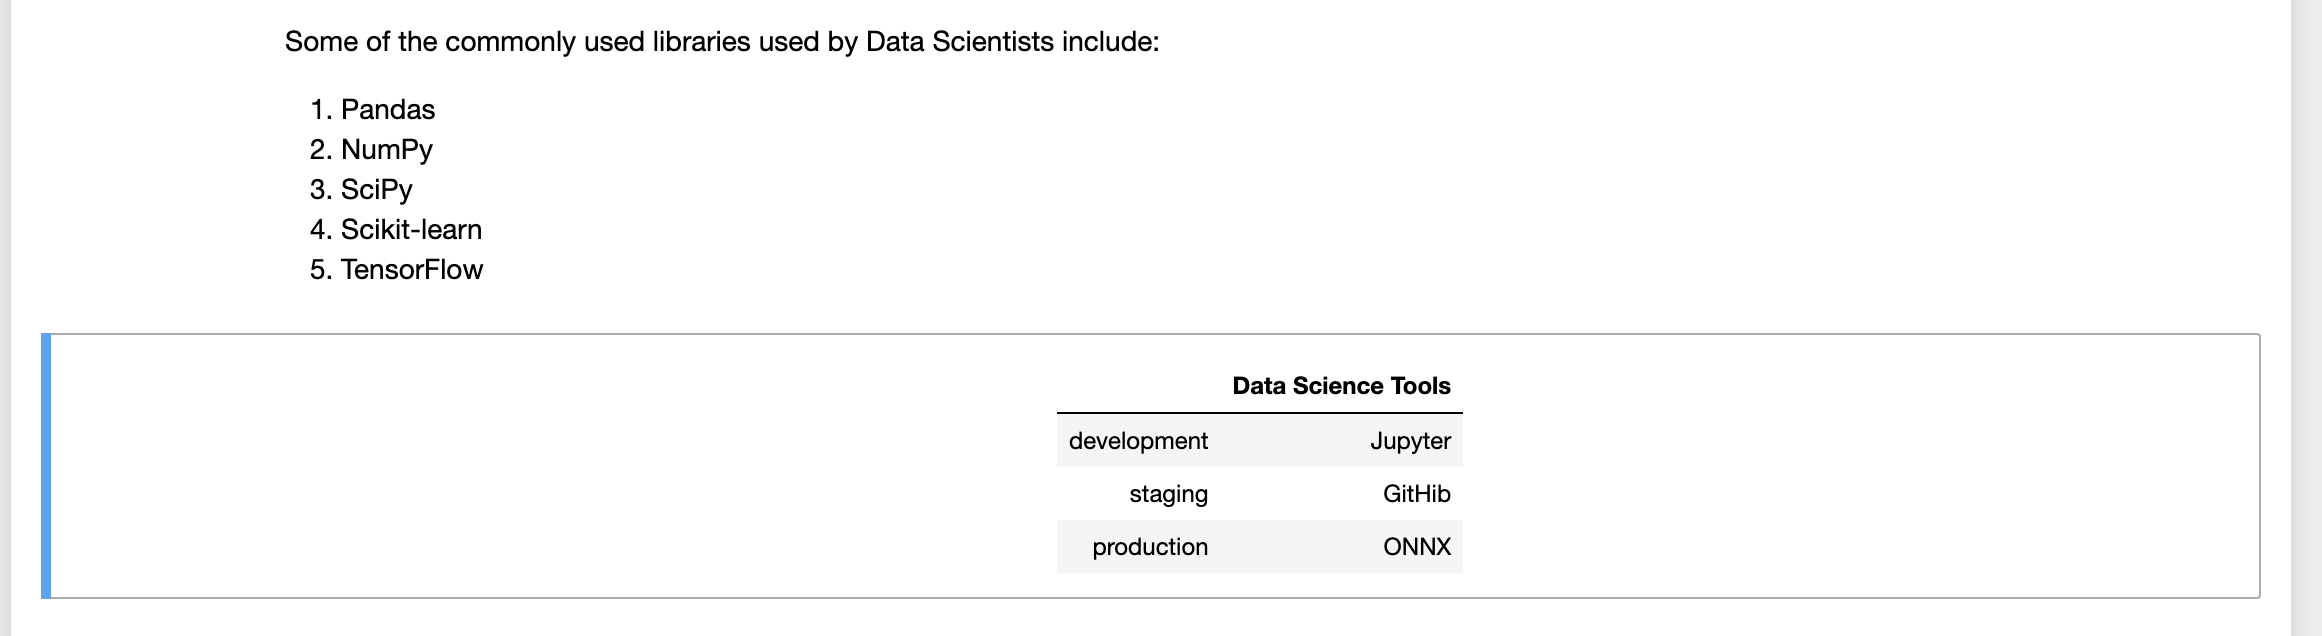 Some of the commonly used libraries used by Data Scientists include:
1. Pandas
2. NumPy
3. SciPy
4. Scikit-learn
5. TensorFlow
Data Science Tools
development Jupyter
staging GitHib
production ONNX